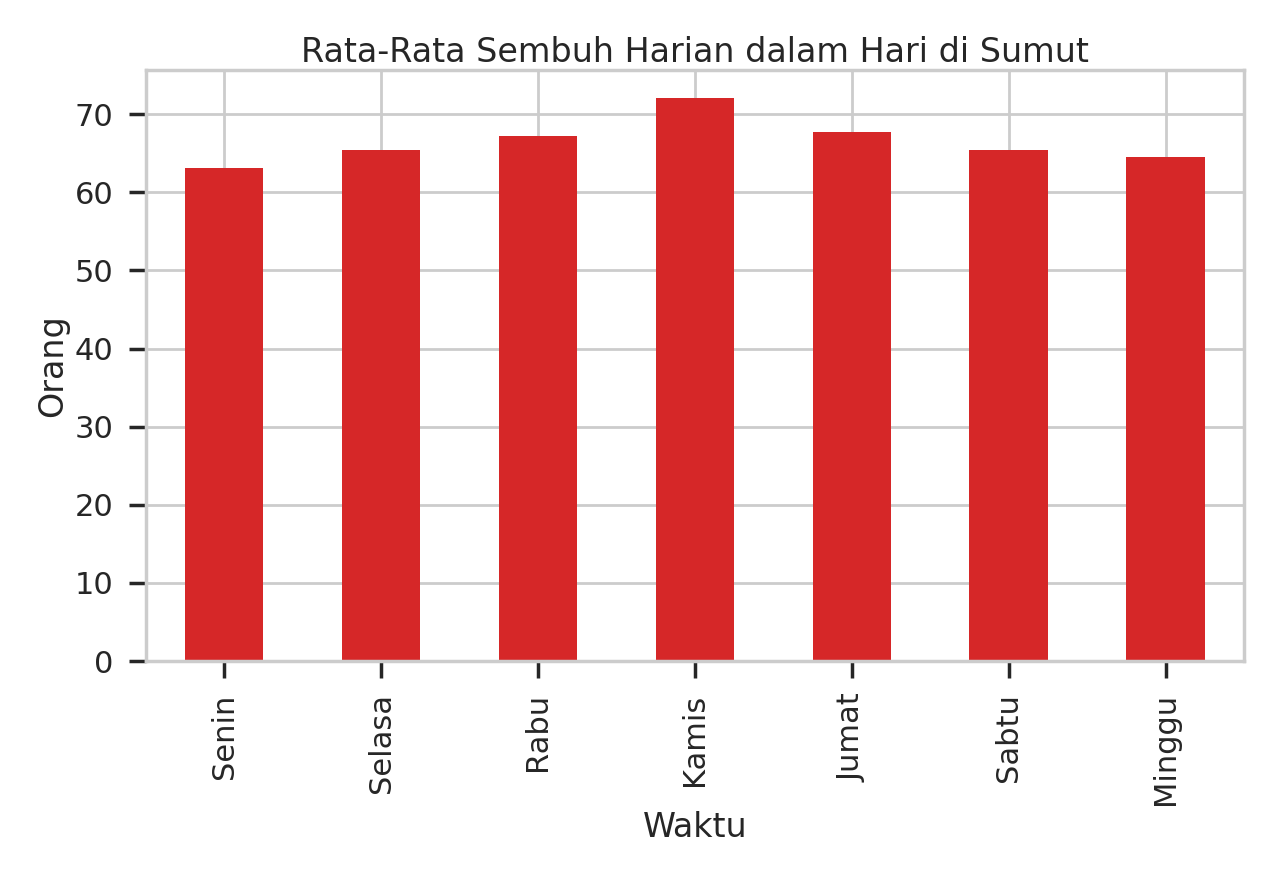 Rata-Rata Sembuh Harian dalam Hari di Sumut
Orang
70
60
50
40
30
20
10
0
Senin
Selasa
Rabu
Kamis
Jumat
Sabtu
Minggu
Waktu